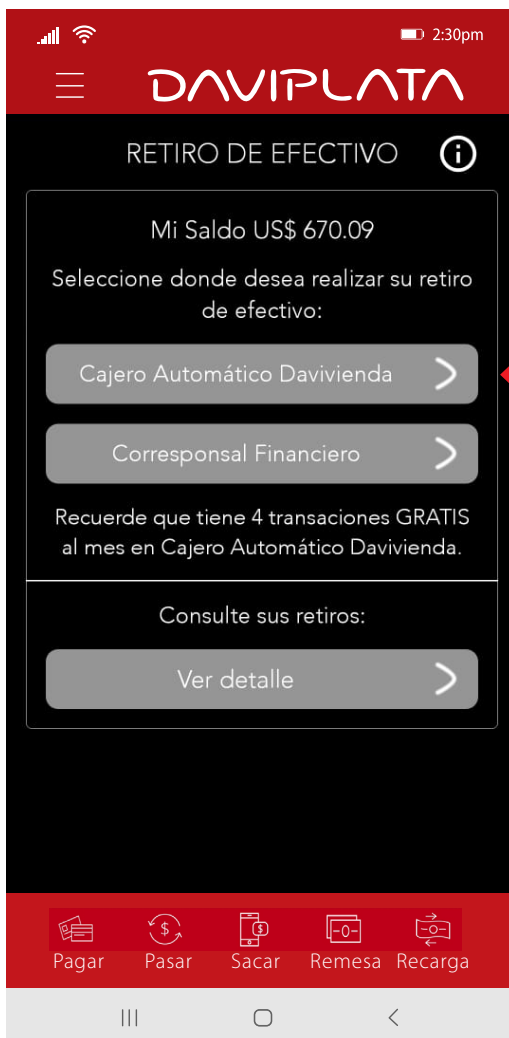 2:30pm
DAVIPLATA
RETIRO DE EFECTIVO
Mi Saldo US$ 670.09
Seleccione donde desea realizar su retiro
de efectivo:
Cajero Automático Davivienda
Corresponsal Financiero
Recuerde que tiene 4 transaciones GRATIS
al mes en Cajero Automático Davivienda.
Consulte sus retiros:
Ver detalle
Pagar Pasar Sacar Remesa Recarga